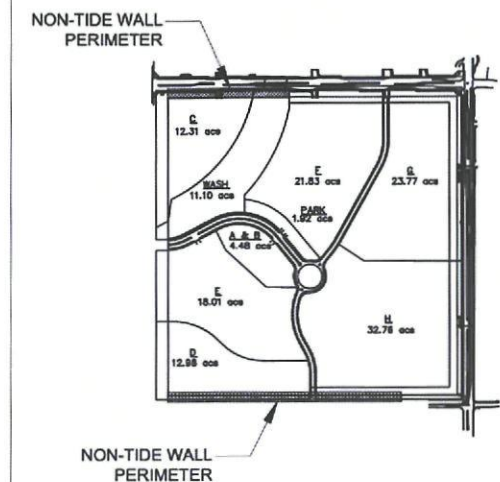 NON-TIDE WALL
PERIMETER
C
12.31 acs
WASH
11.10 acs
F
21.83 acs
PARK
1.92 acs
G
23.77 acs
A & B
4.48 acs
E
18.01 acs
H
32.76 acs
D
12.98 acs
NON-TIDE WALL
PERIMETER